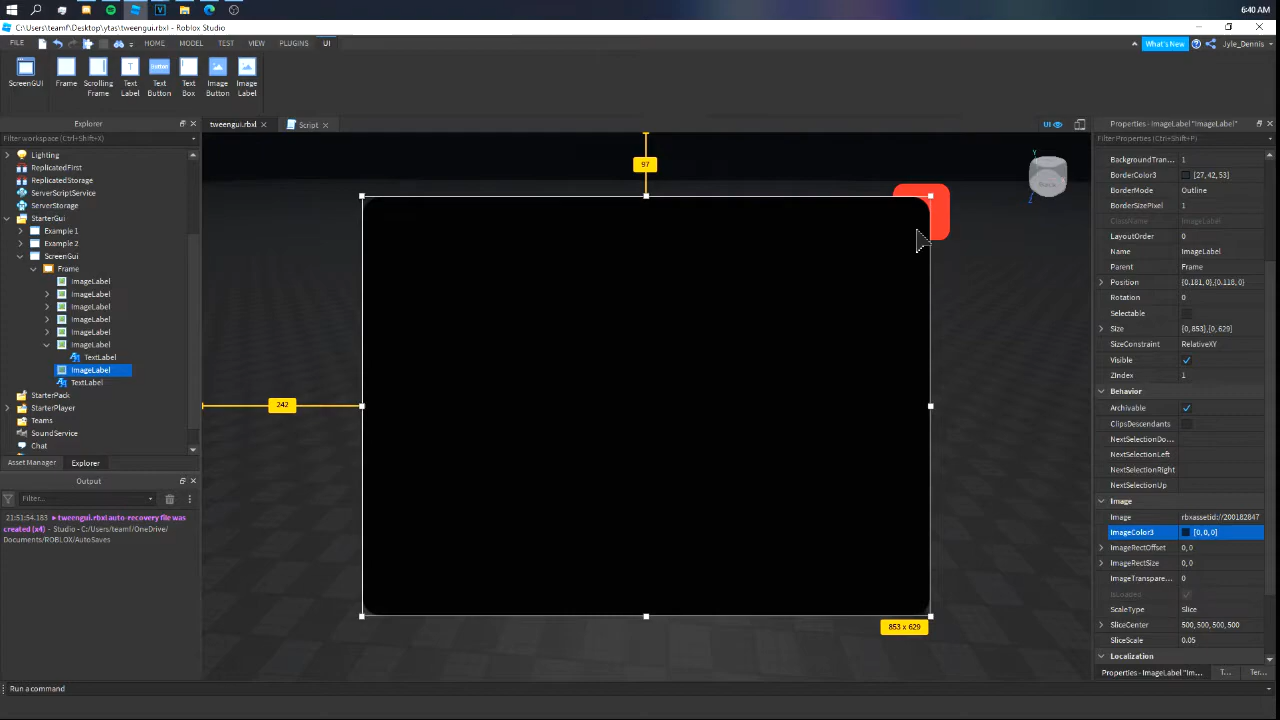 6:40 AM
C:\Users\teamf\Desktop\ytas\tweengui.rbxl - Roblox Studio
FILE
HOME
MODEL
TEST
VIEW
PLUGINS
UI
What's New
Jyle_Dennis
ScreenGUI
Frame
Scrolling
Frame
Text
Label
Text
Button
Text
Box
Image
Button
Image
Label
Explorer
tweengui.rbxl
Script
UI
Properties - ImageLabel "ImageLabel"
Filter workspace (Ctrl+Shift+X)
Filter Properties (Ctrl+Shift+P)
Lighting
ReplicatedFirst
ReplicatedStorage
ServerScriptService
ServerStorage
StarterGui
Example 1
Example 2
ScreenGui
Frame
ImageLabel
ImageLabel
ImageLabel
ImageLabel
ImageLabel
ImageLabel
TextLabel
ImageLabel
TextLabel
StarterPack
StarterPlayer
Teams
SoundService
Chat
Asset Manager
Explorer
Output
Filter...
21:51:54.183 ▸ tweengui.rbxl auto-recovery file was
created (x4) - Studio - C:/Users/teamf/OneDrive/
Documents/ROBLOX/AutoSaves
97
242
853 x 629
Y
Back
Z
BackgroundTran... 1
BorderColor3 [27,42,53]
BorderMode Outline
BorderSizePixel 1
ClassName ImageLabel
LayoutOrder 0
Name ImageLabel
Parent Frame
Position {0.181, 0},{0.118, 0}
Rotation 0
Selectable
Size {0, 853},{0, 629}
SizeConstraint RelativeXY
Visible
ZIndex 1
Behavior
Archivable
ClipsDescendants
NextSelectionDo...
NextSelectionLeft
NextSelectionRight
NextSelectionUp
Image
Image rbxassetid://200182847
ImageColor3 [0,0,0]
ImageRectOffset 0, 0
ImageRectSize 0, 0
ImageTranspare... 0
IsLoaded
ScaleType Slice
SliceCenter 500, 500, 500, 500
SliceScale 0.05
Localization
Properties - ImageLabel "Im...
T...
Ter...
Run a command